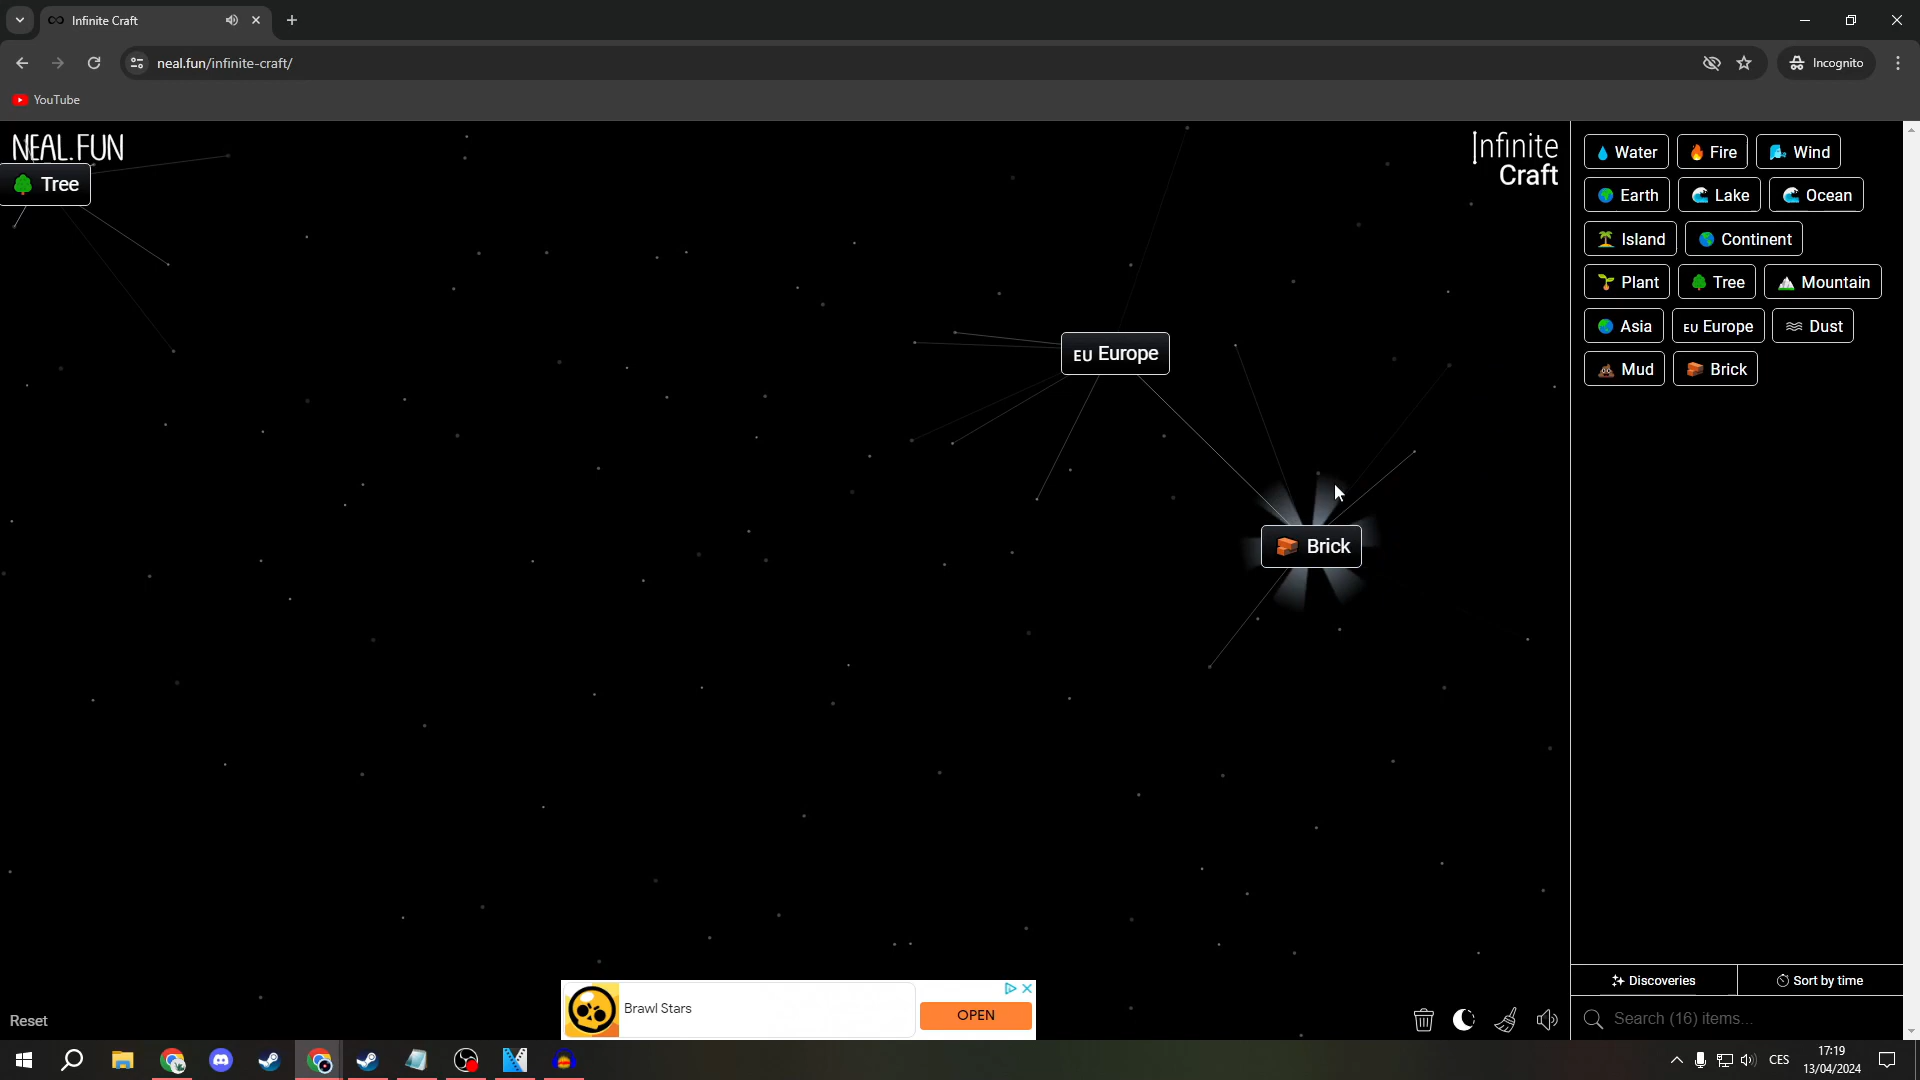 Infinite Craft
neal.fun/infinite-craft/
Incognito
YouTube
NEAL.FUN
Infinite
Craft
Tree
EU Europe
Brick
Water
Fire
Wind
Earth
Lake
Ocean
Island
Continent
Plant
Tree
Mountain
Asia
EU Europe
Dust
Mud
Brick
Discoveries
Sort by time
Reset
Brawl Stars
OPEN
Search (16) items...
CES
17:19
13/04/2024